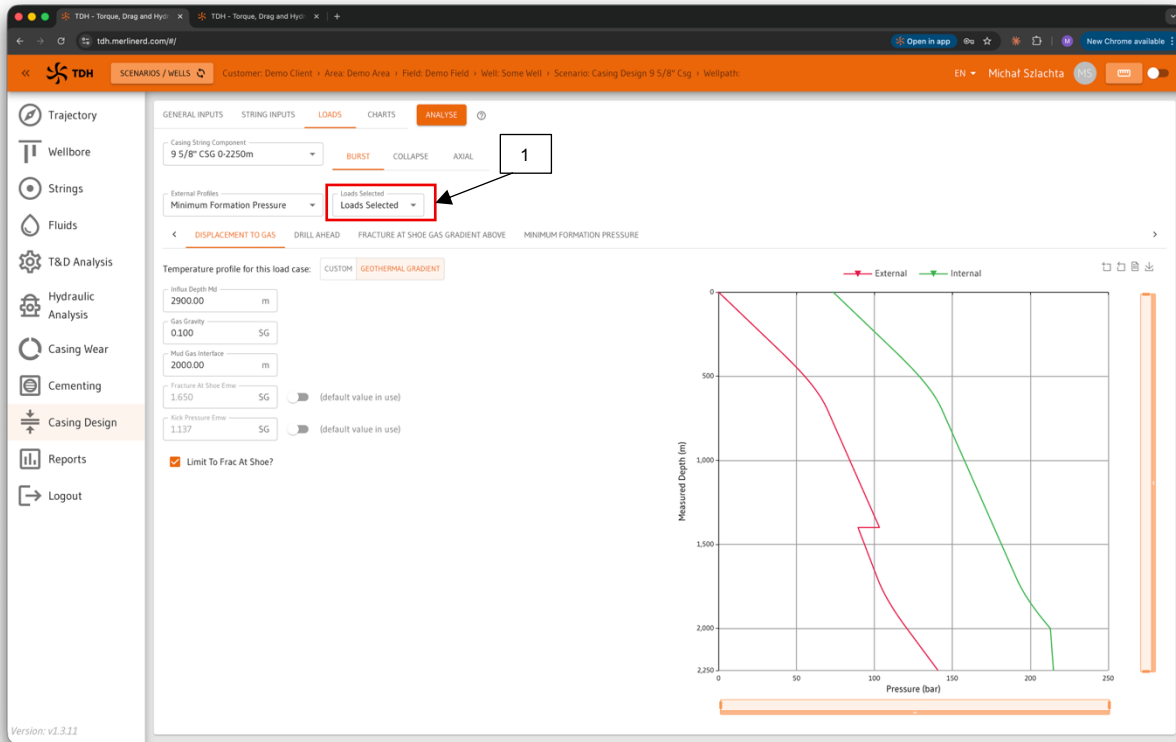 TDH - Torque, Drag and Hydr
TDH - Torque, Drag and Hydr
tdh.merlinerd.com/#/
Open in app
M
New Chrome available
TDH
SCENARIOS / WELLS
Customer: Demo Client › Area: Demo Area › Field: Demo Field › Well: Some Well › Scenario: Casing Design 9 5/8" Csg › Wellpath:
EN
Michał Szlachta
MS
Trajectory
Wellbore
Strings
Fluids
T&D Analysis
Hydraulic
Analysis
Casing Wear
Cementing
Casing Design
Reports
Logout
Version: v1.3.11
GENERAL INPUTS STRING INPUTS LOADS CHARTS ANALYSE
Casing String Component
9 5/8" CSG 0-2250m
BURST COLLAPSE AXIAL
1
External Profiles
Minimum Formation Pressure
Loads Selected
Loads Selected
DISPLACEMENT TO GAS DRILL AHEAD FRACTURE AT SHOE GAS GRADIENT ABOVE MINIMUM FORMATION PRESSURE
Temperature profile for this load case: CUSTOM GEOTHERMAL GRADIENT
Influx Depth Md
2900.00 m
Gas Gravity
0.100 SG
Mud Gas Interface
2000.00 m
Fracture At Shoe Emw
1.650 SG (default value in use)
Kick Pressure Emw
1.137 SG (default value in use)
Limit To Frac At Shoe?
External Internal
Measured Depth (m)
0
500
1,000
1,500
2,000
2,250
0 50 100 150 200 250
Pressure (bar)